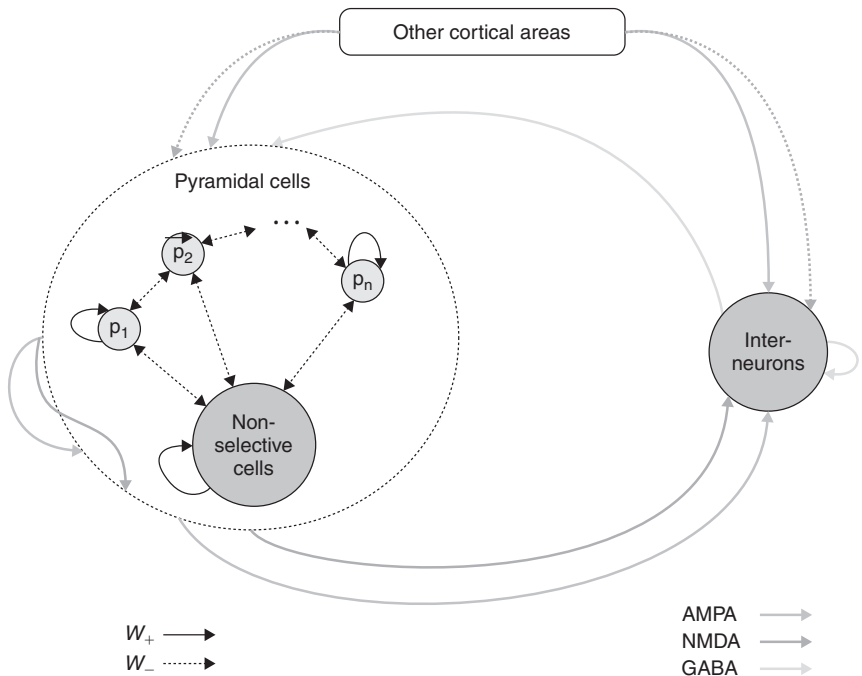 Other cortical areas
Pyramidal cells
...
p2
pn
p1
Inter-
neurons
Non-
selective
cells
W+
W−
AMPA
NMDA
GABA